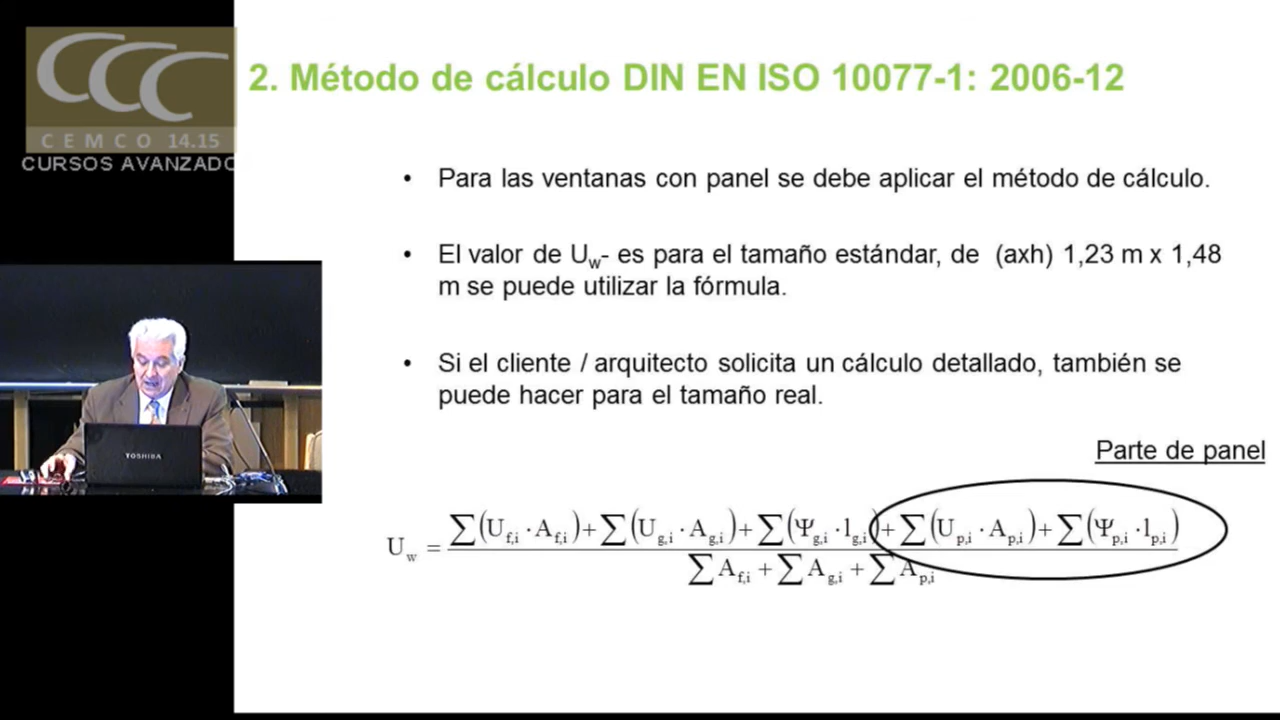 CCC
CEMCO 14.15
CURSOS AVANZADO
2. Método de cálculo DIN EN ISO 10077-1: 2006-12
• Para las ventanas con panel se debe aplicar el método de cálculo.
• El valor de Uw- es para el tamaño estándar, de (axh) 1,23 m x 1,48
m se puede utilizar la fórmula.
• Si el cliente / arquitecto solicita un cálculo detallado, también se
puede hacer para el tamaño real.
Parte de panel
Uw = ∑(Uf,i · Af,i) + ∑(Ug,i · Ag,i) + ∑(Ψg,i · lg,i) + ∑(Up,i · Ap,i) + ∑(Ψp,i · lp,i)
∑Af,i + ∑Ag,i + ∑Ap,i
TOSHIBA